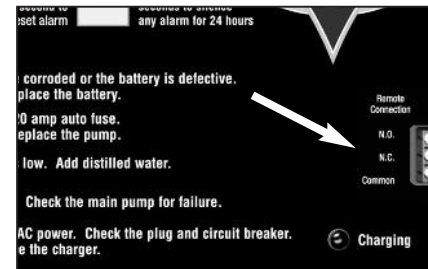 eset alarm
any alarm for 24 hours
corroded or the battery is defective.
place the battery.
0 amp auto fuse.
eplace the pump.
low. Add distilled water.
Check the main pump for failure.
AC power. Check the plug and circuit breaker.
e the charger.
Remote
Connection
N.O.
N.C.
Common
Charging